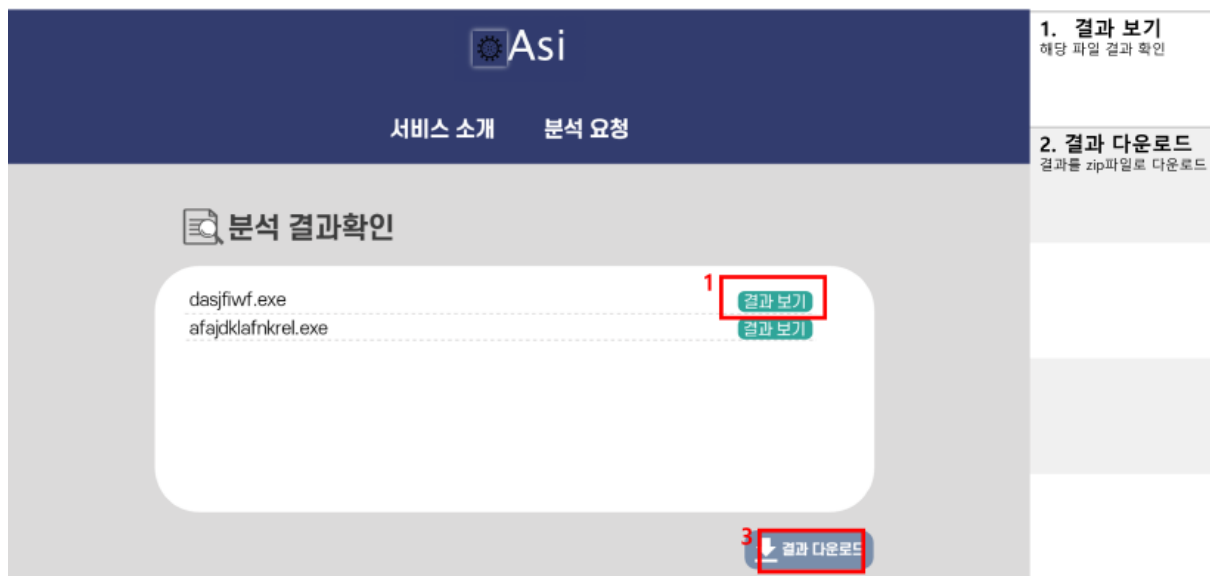 Asi
서비스 소개 분석 요청
분석 결과확인
dasjfiwf.exe
1
결과 보기
afajdklafnkrel.exe
결과 보기
3
결과 다운로드
1. 결과 보기
해당 파일 결과 확인
2. 결과 다운로드
결과를 zip파일로 다운로드